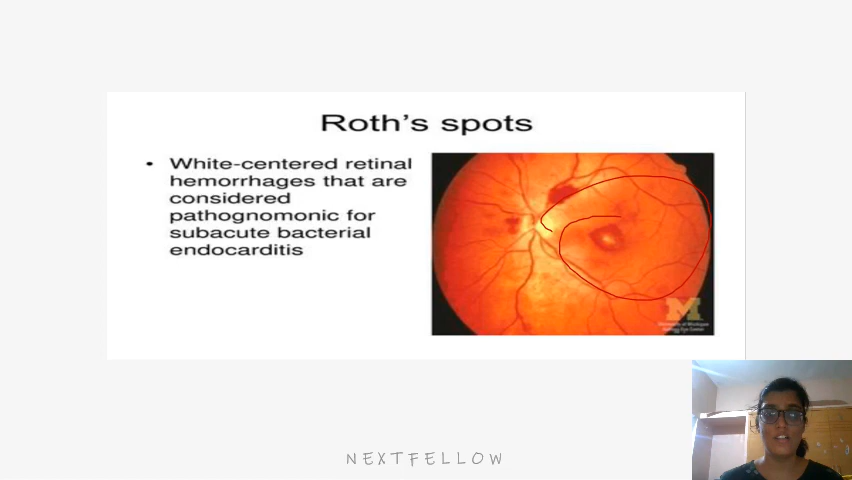 Roth's spots
• White-centered retinal
hemorrhages that are
considered
pathognomonic for
subacute bacterial
endocarditis
M
NEXTFELLOW